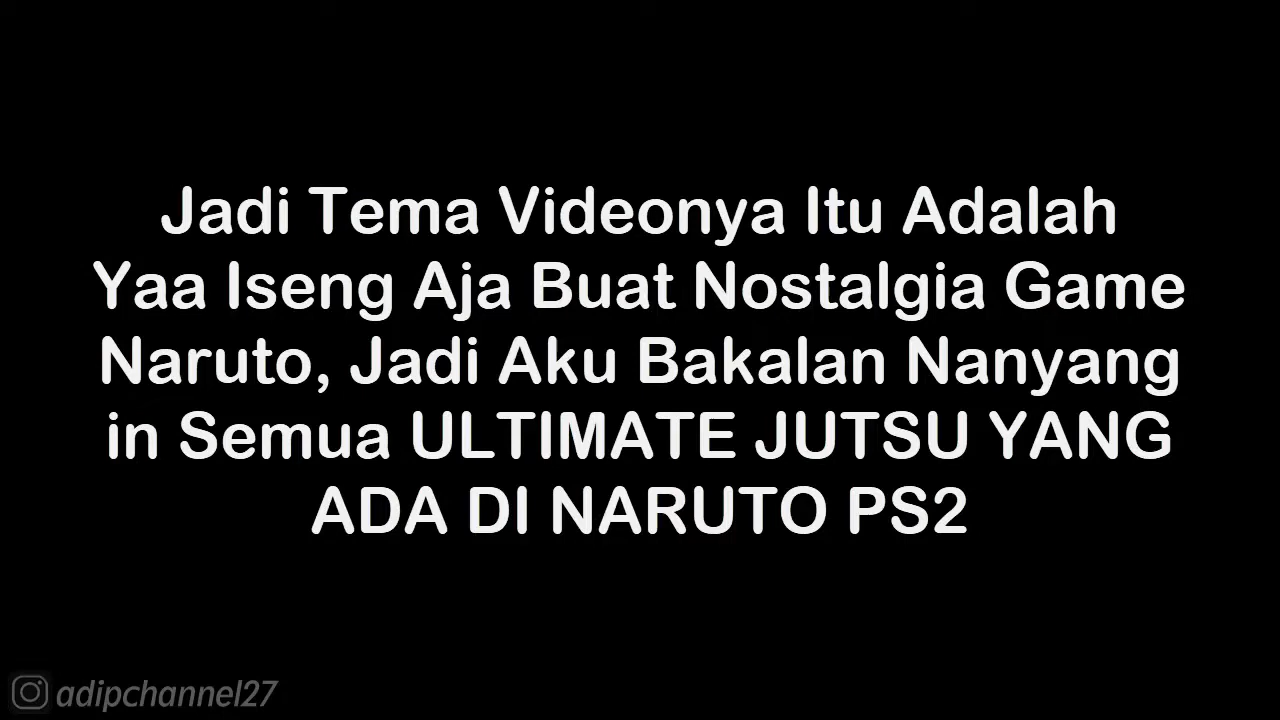 Jadi Tema Videonya Itu Adalah
Yaa Iseng Aja Buat Nostalgia Game
Naruto, Jadi Aku Bakalan Nanyang
in Semua ULTIMATE JUTSU YANG
ADA DI NARUTO PS2
adipchannel27